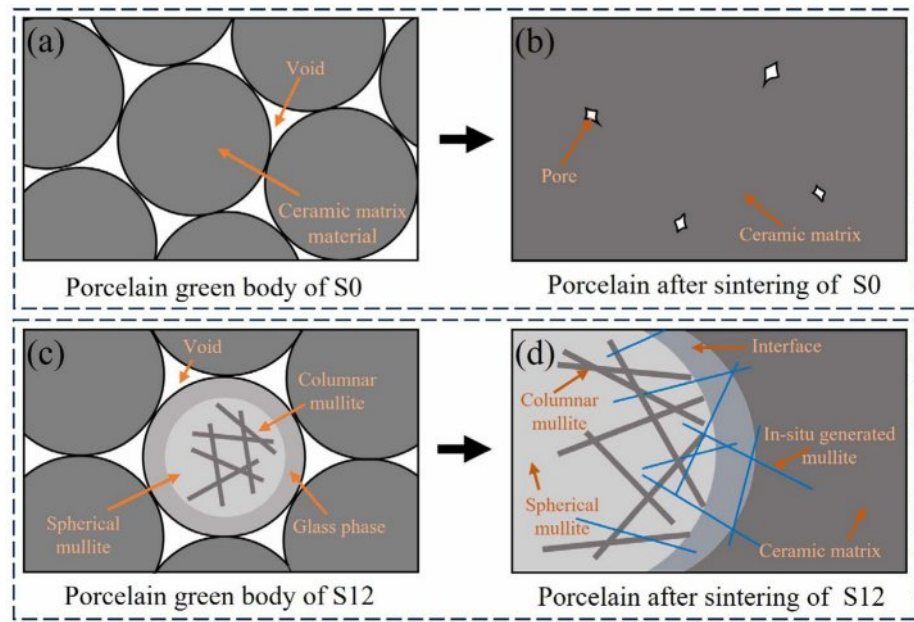 (a)
Void
Ceramic matrix
material
Porcelain green body of S0
(b)
Pore
Ceramic matrix
Porcelain after sintering of S0
(c)
Void
Columnar
mullite
Spherical
mullite
Glass phase
Porcelain green body of S12
(d)
Interface
Columnar
mullite
In-situ generated
mullite
Spherical
mullite
Ceramic matrix
Porcelain after sintering of S12